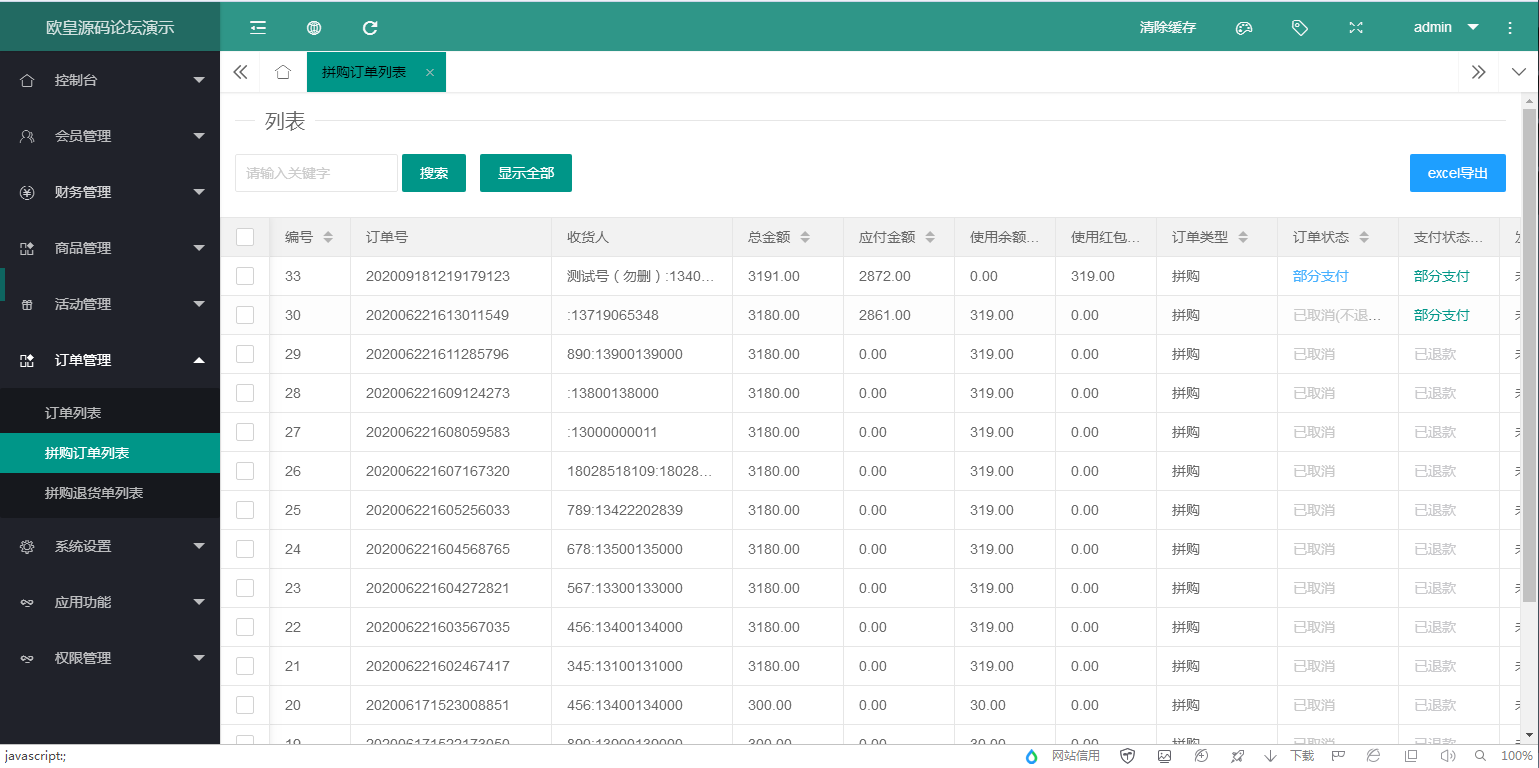 欧皇源码论坛演示
清除缓存
admin
控制台
会员管理
财务管理
商品管理
活动管理
订单管理
订单列表
拼购订单列表
拼购退货单列表
系统设置
应用功能
权限管理
拼购订单列表 ×
列表
请输入关键字 搜索 显示全部 excel导出
编号 订单号 收货人 总金额 应付金额 使用余额... 使用红包... 订单类型 订单状态 支付状态...
33 202009181219179123 测试号（勿删）:1340... 3191.00 2872.00 0.00 319.00 拼购 部分支付 部分支付
30 202006221613011549 :13719065348 3180.00 2861.00 319.00 0.00 拼购 已取消(不退... 部分支付
29 202006221611285796 890:13900139000 3180.00 0.00 319.00 0.00 拼购 已取消 已退款
28 202006221609124273 :13800138000 3180.00 0.00 319.00 0.00 拼购 已取消 已退款
27 202006221608059583 :13000000011 3180.00 0.00 319.00 0.00 拼购 已取消 已退款
26 202006221607167320 18028518109:18028... 3180.00 0.00 319.00 0.00 拼购 已取消 已退款
25 202006221605256033 789:13422202839 3180.00 0.00 319.00 0.00 拼购 已取消 已退款
24 202006221604568765 678:13500135000 3180.00 0.00 319.00 0.00 拼购 已取消 已退款
23 202006221604272821 567:13300133000 3180.00 0.00 319.00 0.00 拼购 已取消 已退款
22 202006221603567035 456:13400134000 3180.00 0.00 319.00 0.00 拼购 已取消 已退款
21 202006221602467417 345:13100131000 3180.00 0.00 319.00 0.00 拼购 已取消 已退款
20 202006171523008851 456:13400134000 300.00 0.00 30.00 0.00 拼购 已取消 已退款
19 202006171522173050 890:13900139000 300.00 0.00 30.00 0.00 拼购 已取消 已退款
javascript:;
网站信用
下载
100%